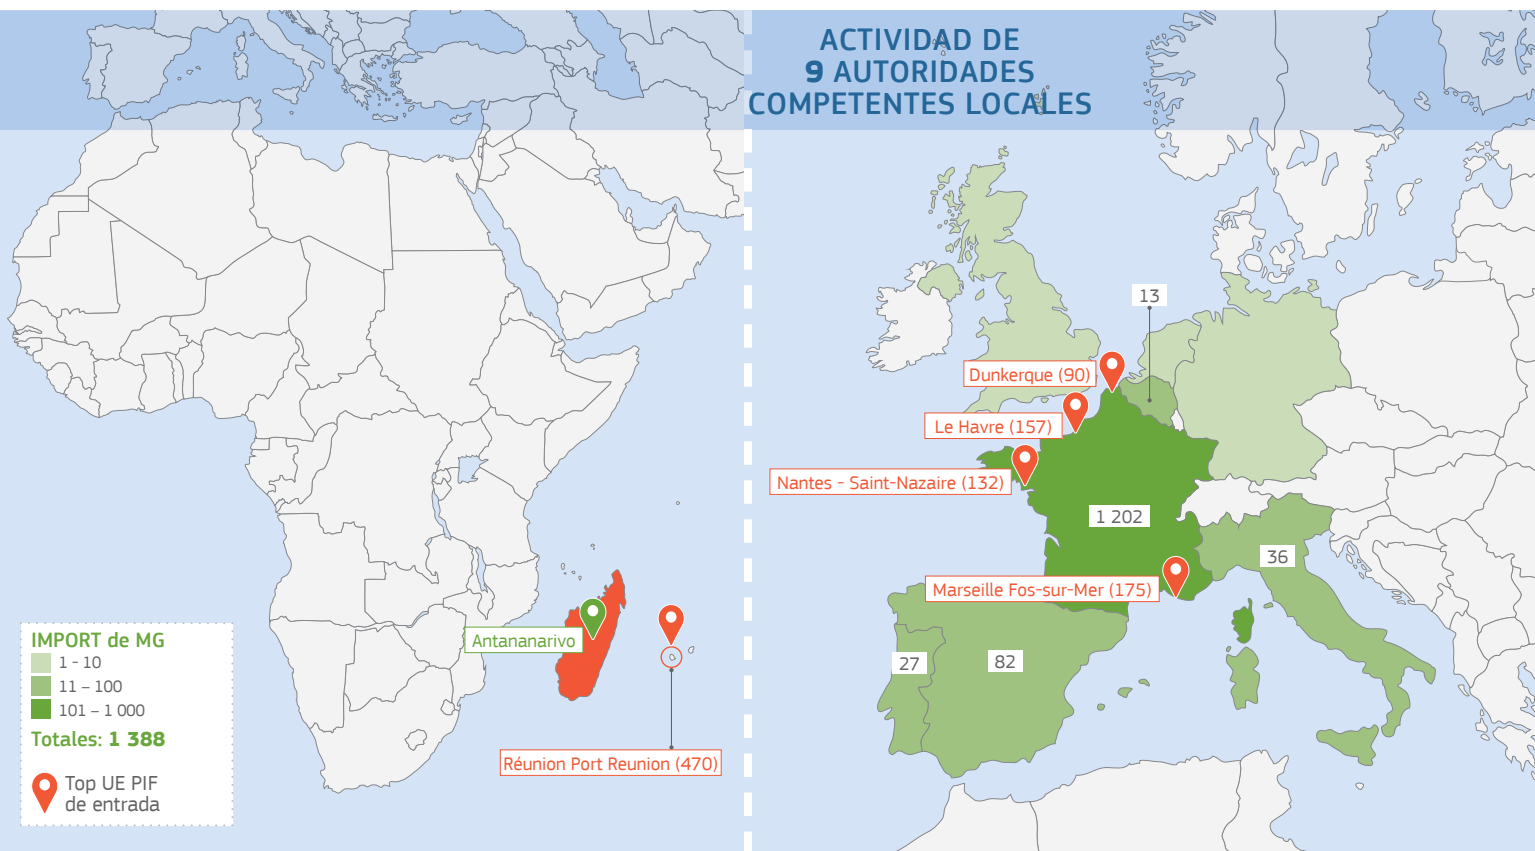 ACTIVIDAD DE
9 AUTORIDADES
COMPETENTES LOCALES
13
Dunkerque (90)
Le Havre (157)
Nantes - Saint-Nazaire (132)
1 202
36
Marseille Fos-sur-Mer (175)
27
82
Antananarivo
Réunion Port Reunion (470)
IMPORT de MG
1 - 10
11 – 100
101 – 1 000
Totales: 1 388
Top UE PIF
de entrada